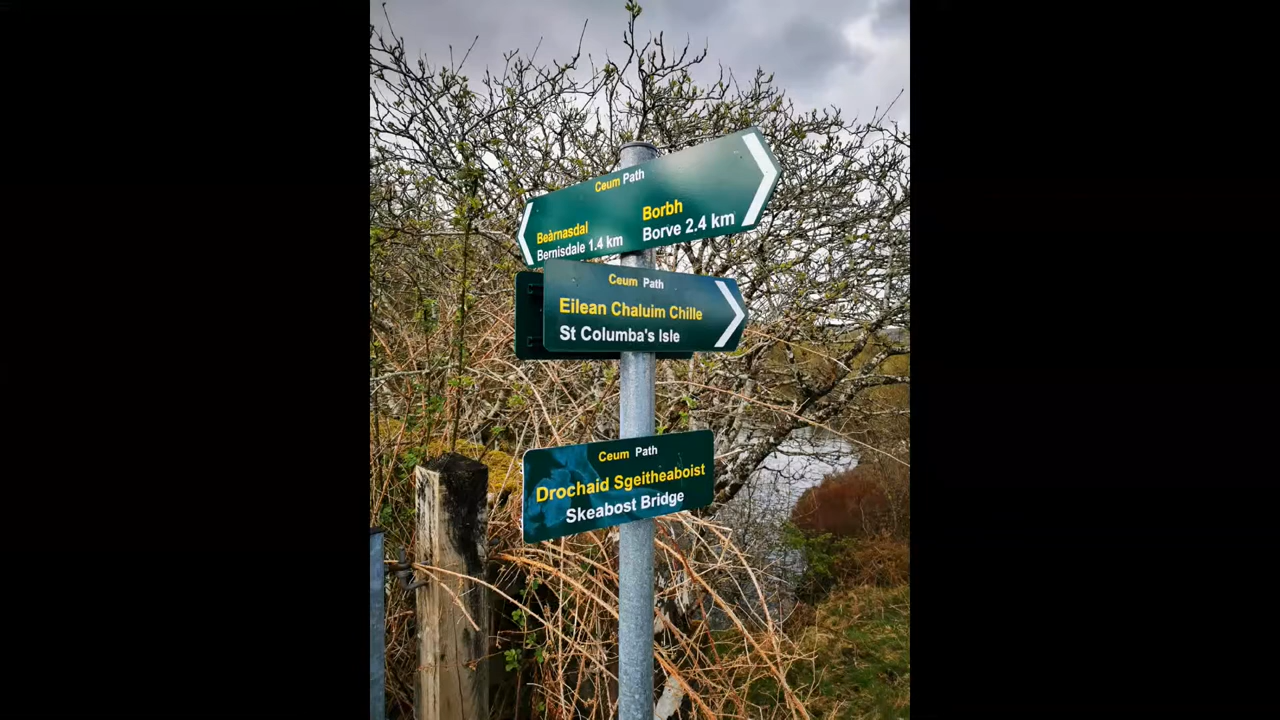 Ceum Path
Beàrnasdal
Bernisdale 1.4 km
Borbh
Borve 2.4 km
Ceum Path
Eilean Chaluim Chille
St Columba's Isle
Ceum Path
Drochaid Sgeitheaboist
Skeabost Bridge